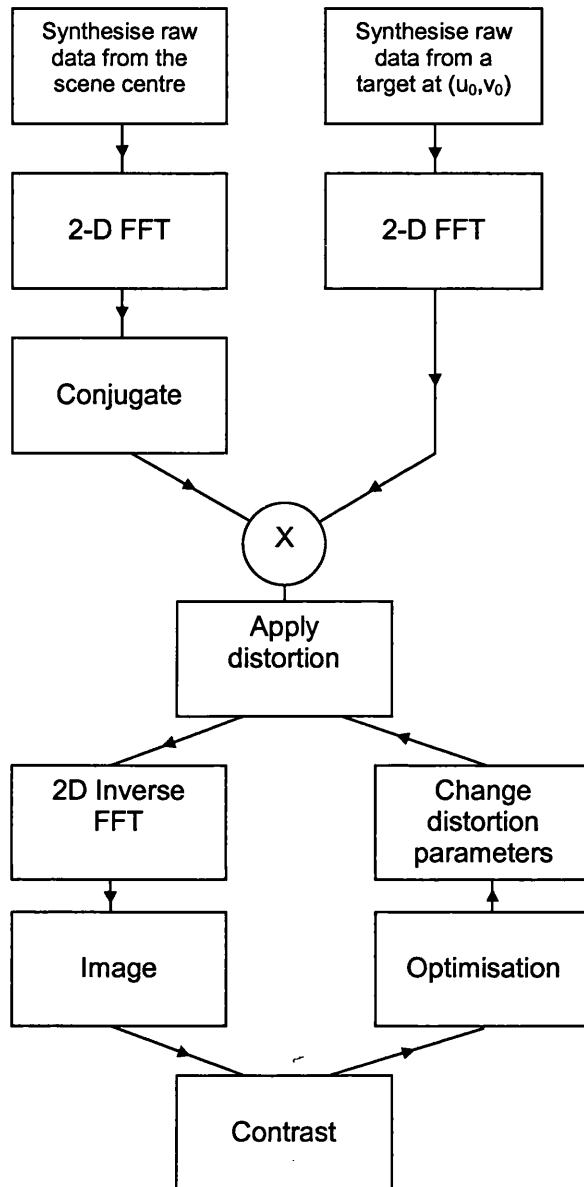 Synthesise raw
data from the
scene centre
Synthesise raw
data from a
target at (u₀,v₀)
2-D FFT
2-D FFT
Conjugate
X
Apply
distortion
2D Inverse
FFT
Change
distortion
parameters
Image
Optimisation
Contrast